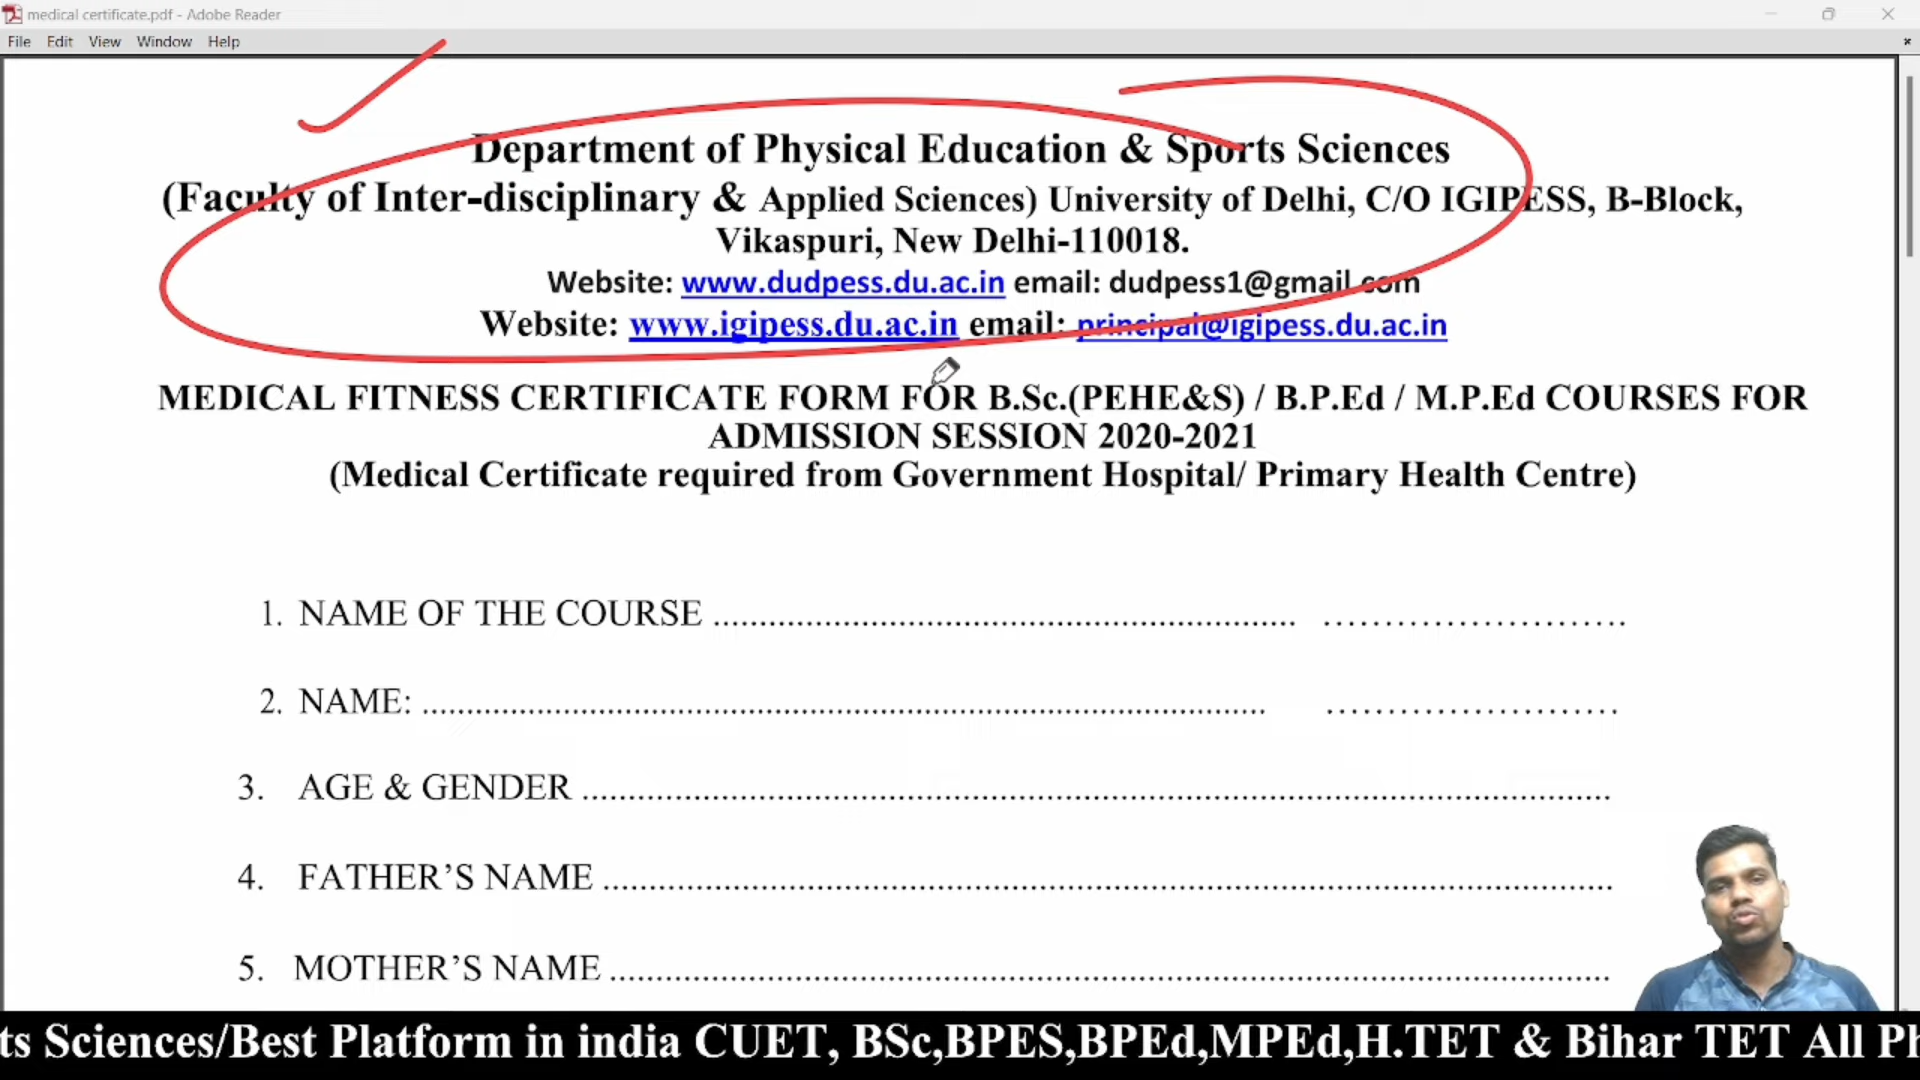 medical certificate.pdf - Adobe Reader
File Edit View Window Help
Department of Physical Education & Sports Sciences
(Faculty of Inter-disciplinary & Applied Sciences) University of Delhi, C/O IGIPESS, B-Block,
Vikaspuri, New Delhi-110018.
Website: www.dudpess.du.ac.in email: dudpess1@gmail.com
Website: www.igipess.du.ac.in email: principal@igipess.du.ac.in
MEDICAL FITNESS CERTIFICATE FORM FOR B.Sc.(PEHE&S) / B.P.Ed / M.P.Ed COURSES FOR
ADMISSION SESSION 2020-2021
(Medical Certificate required from Government Hospital/ Primary Health Centre)
1. NAME OF THE COURSE ............................................................... .........................
2. NAME: ........................................................................................... ........................
3. AGE & GENDER ................................................................................................................
4. FATHER’S NAME ..............................................................................................................
5. MOTHER’S NAME .............................................................................................................
ts Sciences/Best Platform in india CUET, BSc,BPES,BPEd,MPEd,H.TET & Bihar TET All Ph